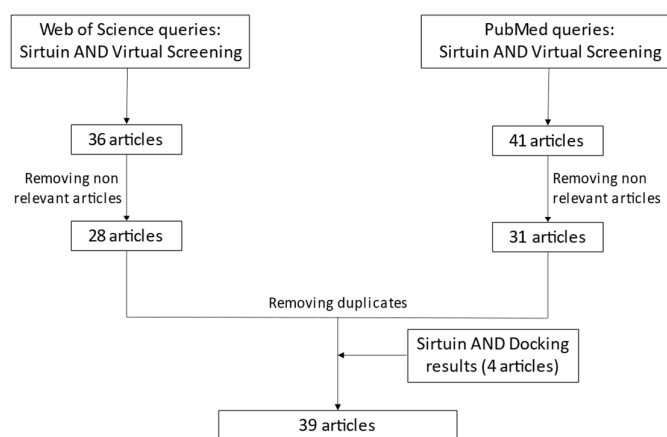 Web of Science queries:
Sirtuin AND Virtual Screening
PubMed queries:
Sirtuin AND Virtual Screening
36 articles
41 articles
Removing non
relevant articles
Removing non
relevant articles
28 articles
31 articles
Removing duplicates
Sirtuin AND Docking
results (4 articles)
39 articles